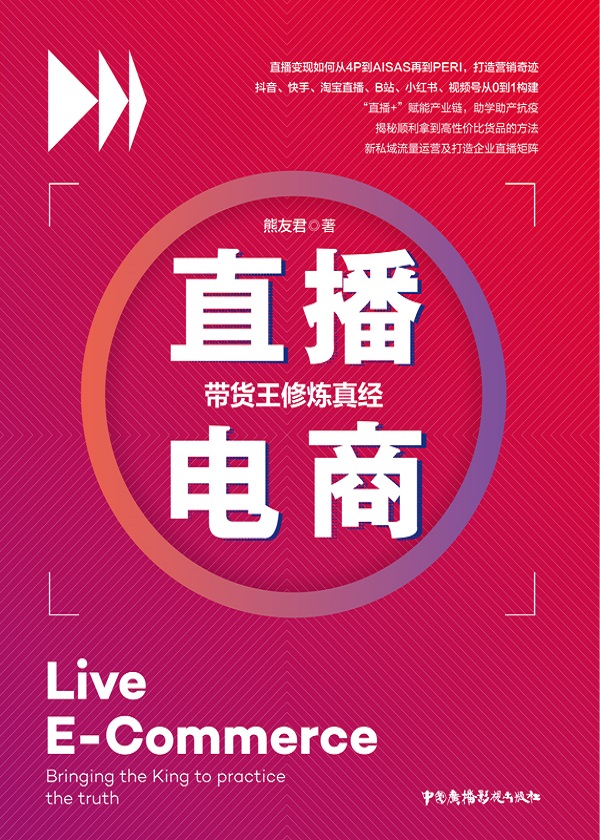 直播变现如何从4P到AISAS再到PERI，打造营销奇迹
抖音、快手、淘宝直播、B站、小红书、视频号从0到1构建
“直播+”赋能产业链，助学助产抗疫
揭秘顺利拿到高性价比货品的方法
新私域流量运营及打造企业直播矩阵
熊友君◎著
直播
带货王修炼真经
电商
Live
E-Commerce
Bringing the King to practice
the truth
中国广播影视出版社